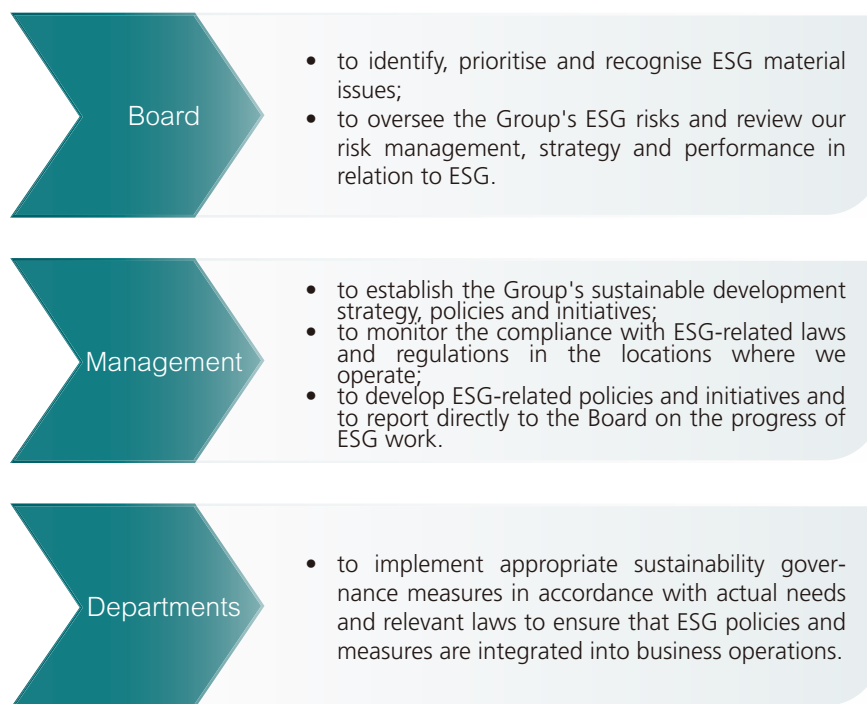 Board
• to identify, prioritise and recognise ESG material
issues;
• to oversee the Group's ESG risks and review our
risk management, strategy and performance in
relation to ESG.
Management
• to establish the Group's sustainable development
strategy, policies and initiatives;
• to monitor the compliance with ESG-related laws
and regulations in the locations where we
operate;
• to develop ESG-related policies and initiatives and
to report directly to the Board on the progress of
ESG work.
Departments
• to implement appropriate sustainability gover-
nance measures in accordance with actual needs
and relevant laws to ensure that ESG policies and
measures are integrated into business operations.